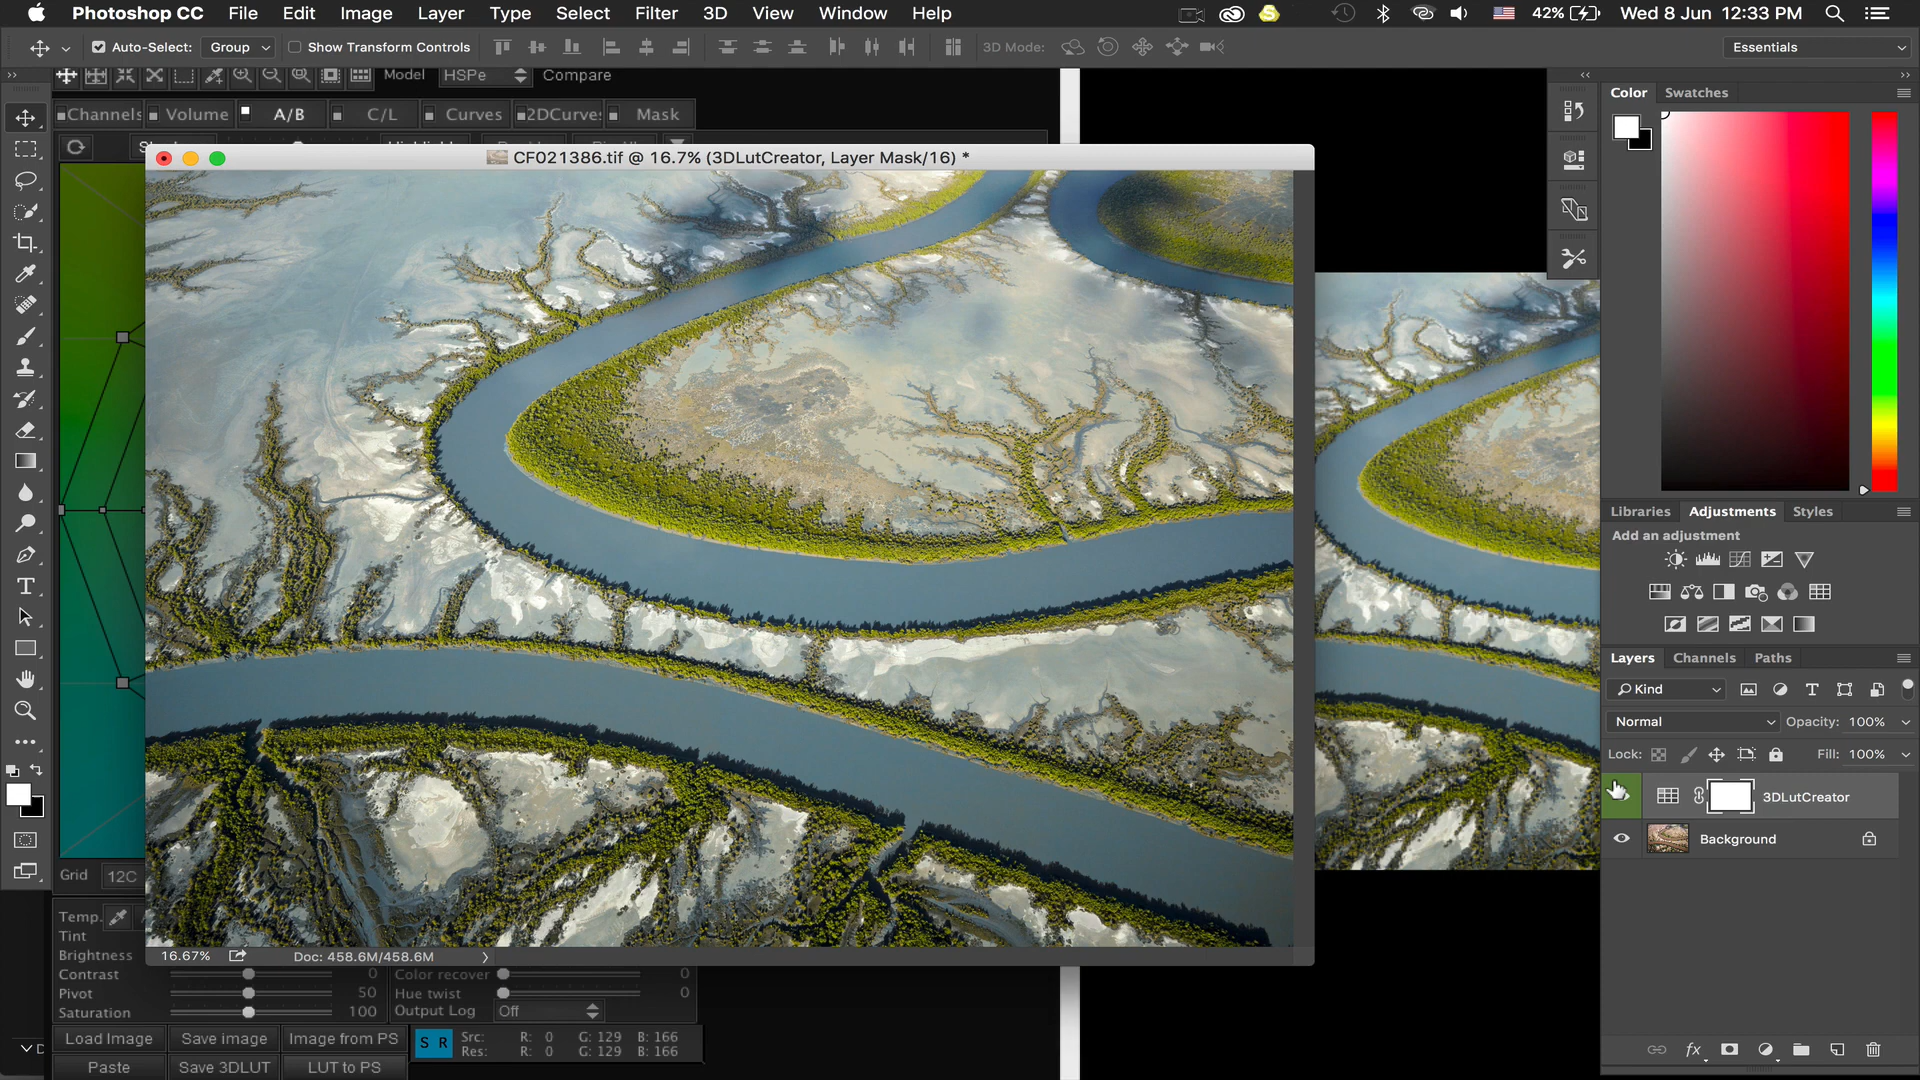 Photoshop CC File Edit Image Layer Type Select Filter 3D View Window Help 42% Wed 8 Jun 12:33 PM
Auto-Select: Group Show Transform Controls 3D Mode: Essentials
Model HSPe Compare
Color Swatches
Channels Volume A/B C/L Curves 2DCurves Mask
CF021386.tif @ 16.7% (3DLutCreator, Layer Mask/16) *
Libraries Adjustments Styles
Add an adjustment
Layers Channels Paths
Kind
Normal Opacity: 100%
Lock: Fill: 100%
3DLutCreator
Background
Grid 12C
Temp.
Tint
Brightness
16.67% Doc: 458.6M/458.6M
Contrast 0 Color recover 0
Pivot 50 Hue twist 0
Saturation 100 Output Log Off
Load Image Save image Image from PS S R Src: R: 0 G: 129 B: 166
Res: R: 0 G: 129 B: 166
Paste Save 3DLUT LUT to PS